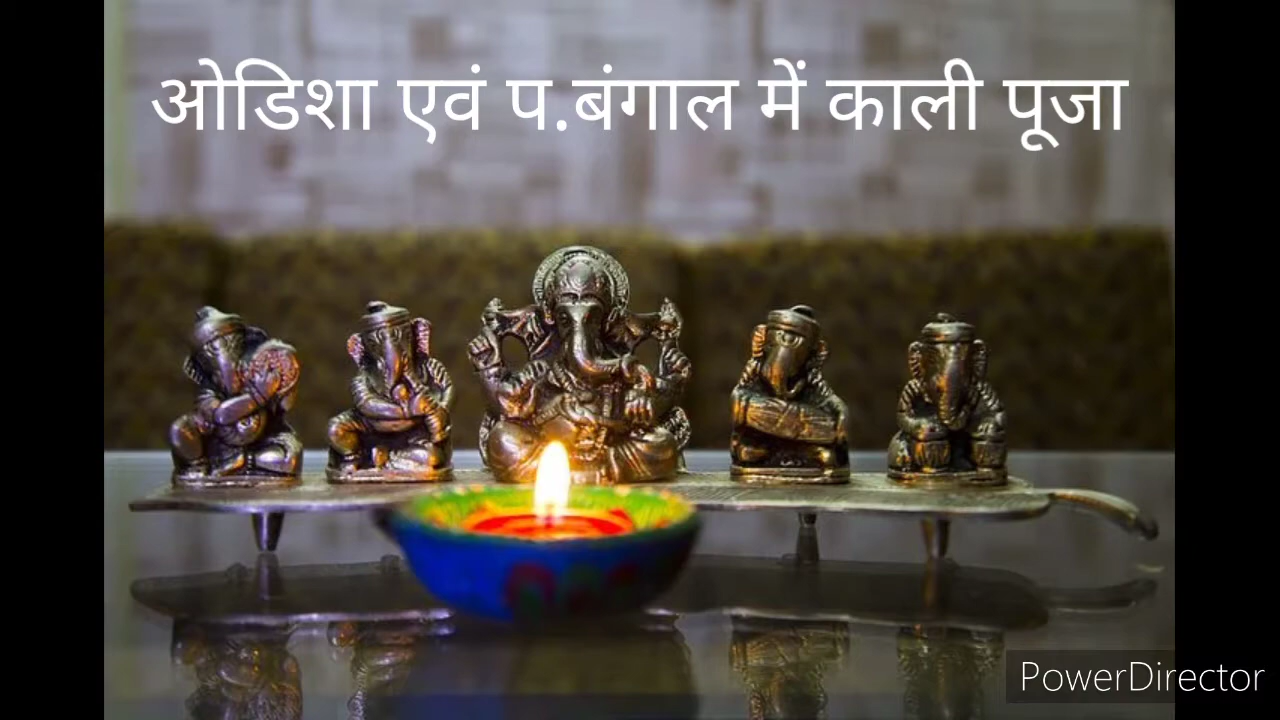 ओडिशा एवं प.बंगाल में काली पूजा
PowerDirector